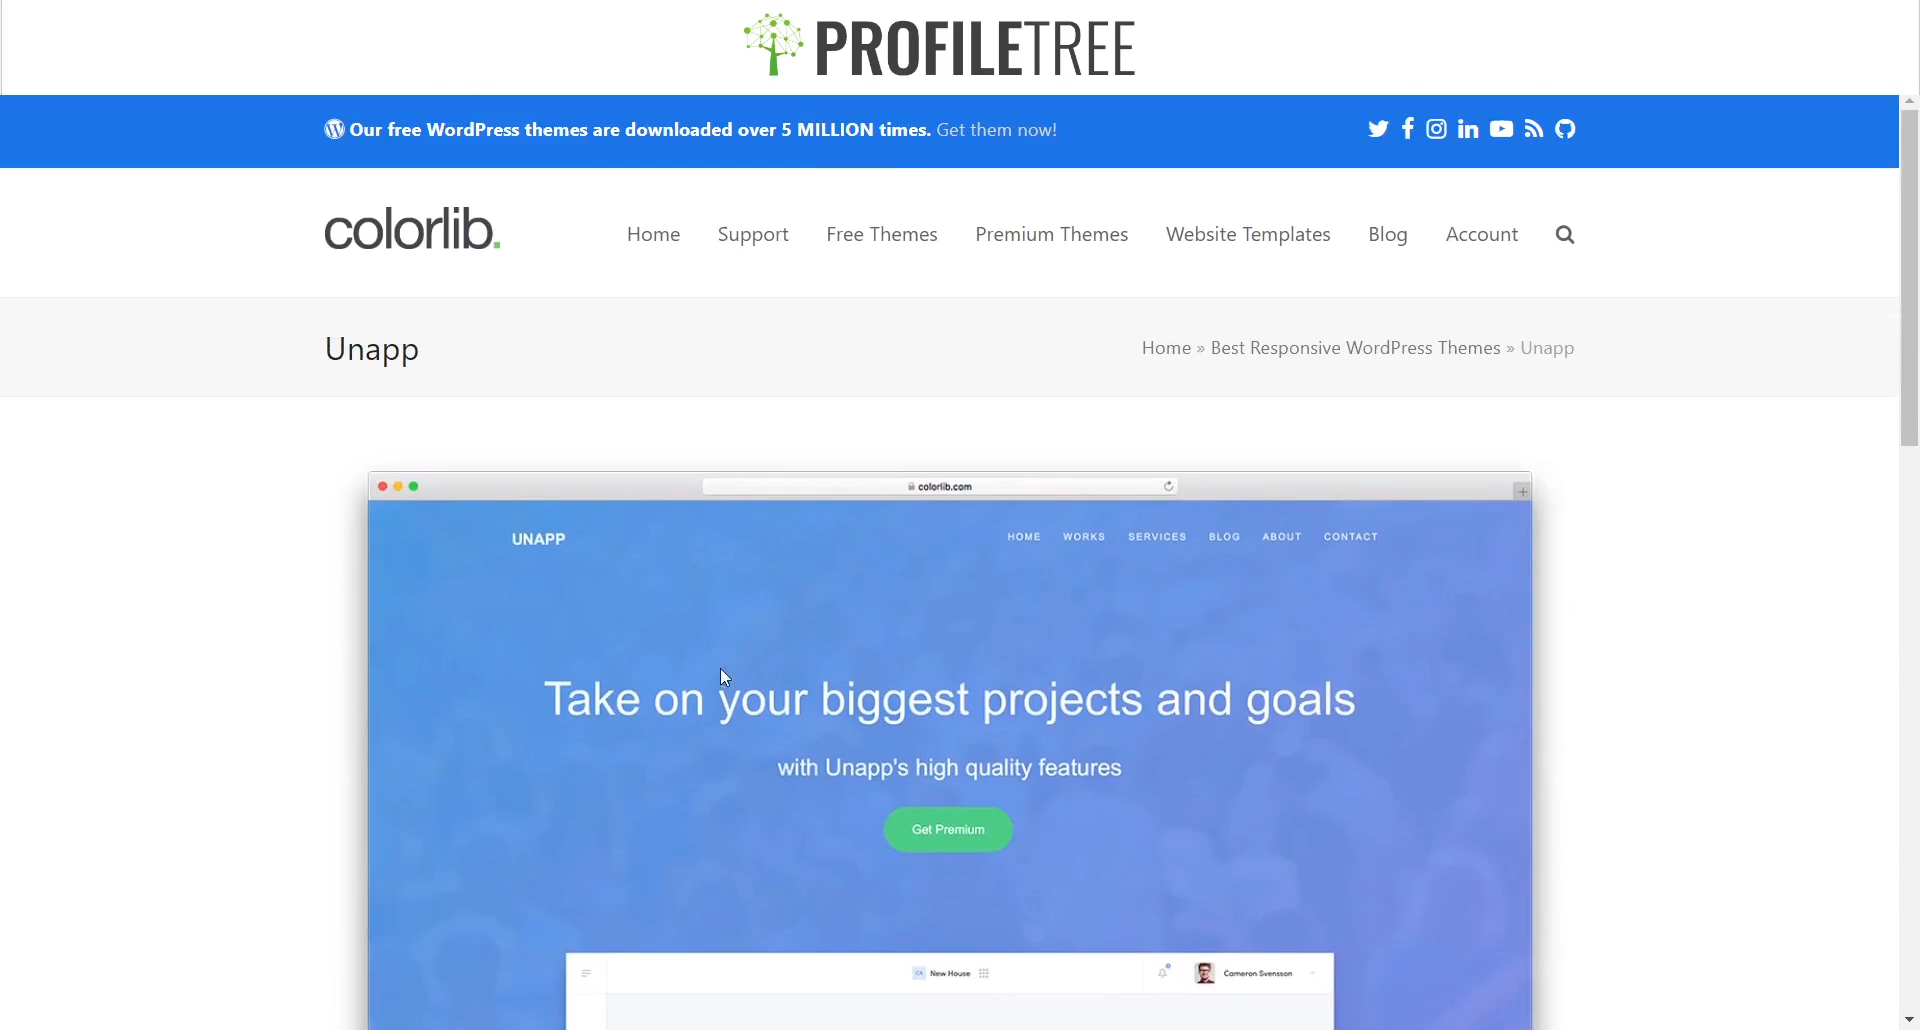 PROFILETREE
Our free WordPress themes are downloaded over 5 MILLION times. Get them now!
colorlib.
Home Support Free Themes Premium Themes Website Templates Blog Account
Unapp
Home » Best Responsive WordPress Themes » Unapp
colorlib.com
UNAPP
HOME WORKS SERVICES BLOG ABOUT CONTACT
Take on your biggest projects and goals
with Unapp's high quality features
Get Premium
CA New House
Cameron Svensson